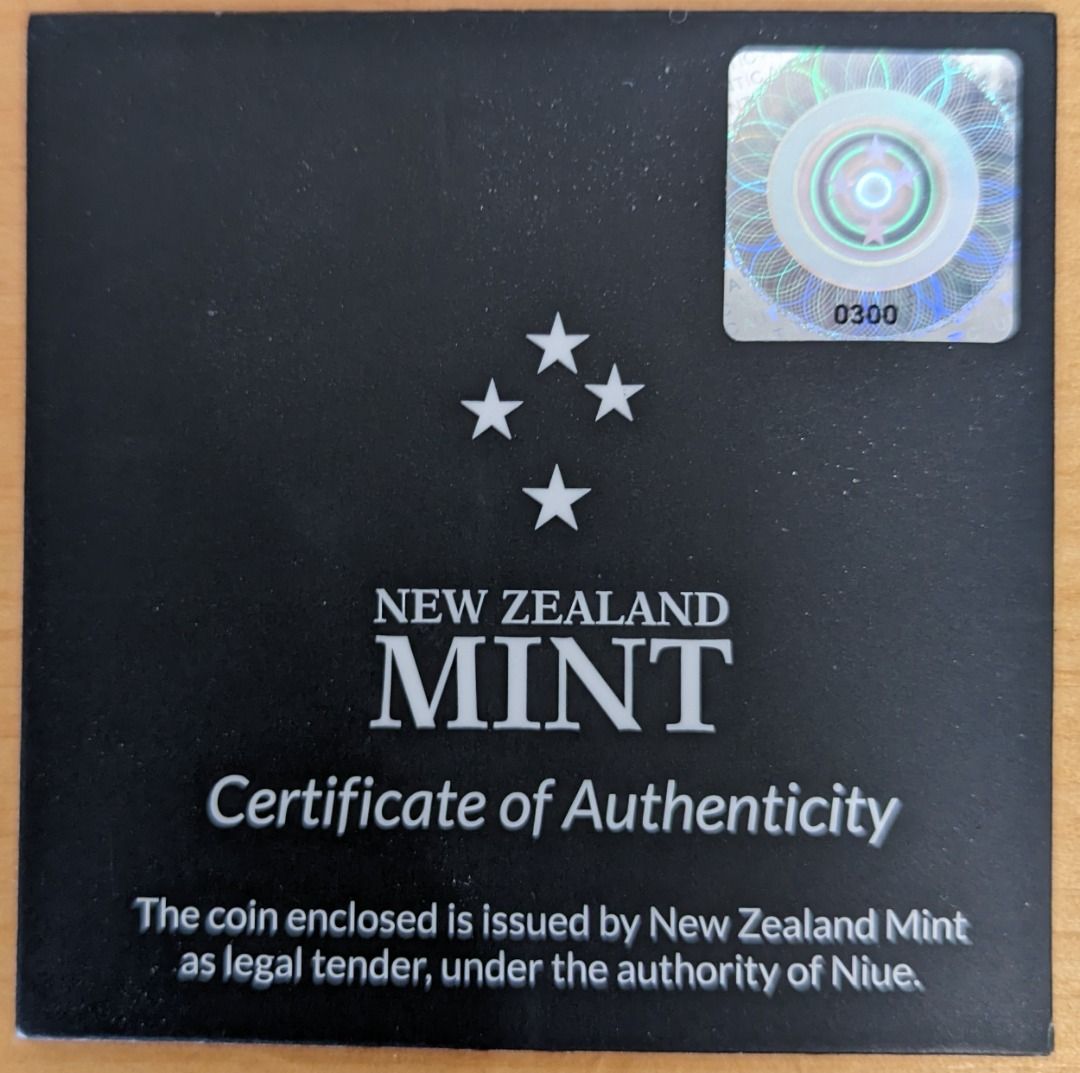 0300
NEW ZEALAND
MINT
Certificate of Authenticity
The coin enclosed is issued by New Zealand Mint
as legal tender, under the authority of Niue.